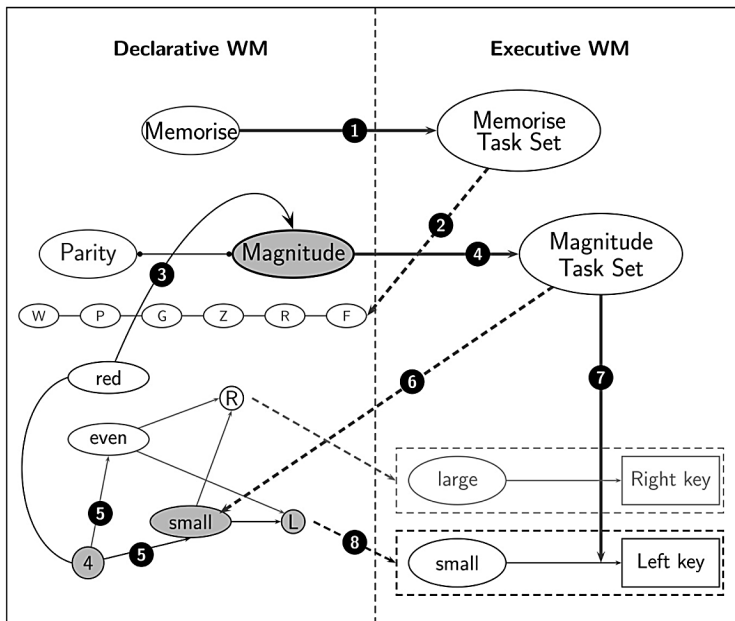 Declarative WM
Executive WM
Memorise
1
Memorise
Task Set
2
Parity
Magnitude
3
4
Magnitude
Task Set
W P G Z R F
red
6
7
R
even
large
Right key
5
small
L
8
4
5
small
Left key